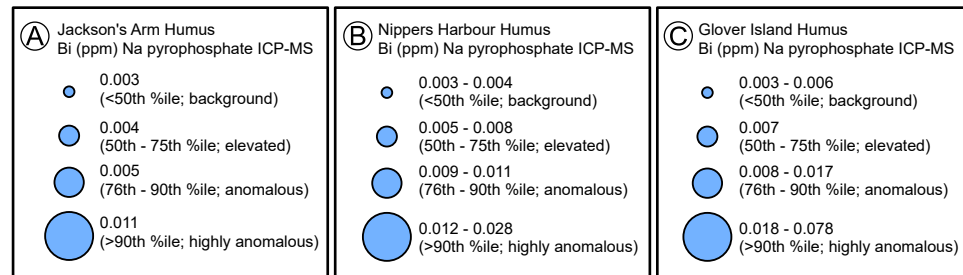 A Jackson's Arm Humus
Bi (ppm) Na pyrophosphate ICP-MS
0.003
(<50th %ile; background)
0.004
(50th - 75th %ile; elevated)
0.005
(76th - 90th %ile; anomalous)
0.011
(>90th %ile; highly anomalous)
B Nippers Harbour Humus
Bi (ppm) Na pyrophosphate ICP-MS
0.003 - 0.004
(<50th %ile; background)
0.005 - 0.008
(50th - 75th %ile; elevated)
0.009 - 0.011
(76th - 90th %ile; anomalous)
0.012 - 0.028
(>90th %ile; highly anomalous)
C Glover Island Humus
Bi (ppm) Na pyrophosphate ICP-MS
0.003 - 0.006
(<50th %ile; background)
0.007
(50th - 75th %ile; elevated)
0.008 - 0.017
(76th - 90th %ile; anomalous)
0.018 - 0.078
(>90th %ile; highly anomalous)